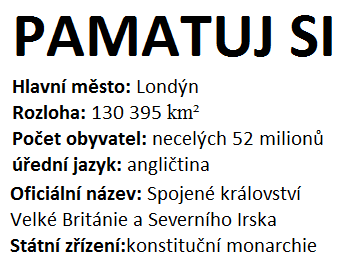 PAMATUJ SI
Hlavní město: Londýn
Rozloha: 130 395 km²
Počet obyvatel: necelých 52 milionů
úřední jazyk: angličtina
Oficiální název: Spojené království
Velké Británie a Severního Irska
Státní zřízení:konstituční monarchie